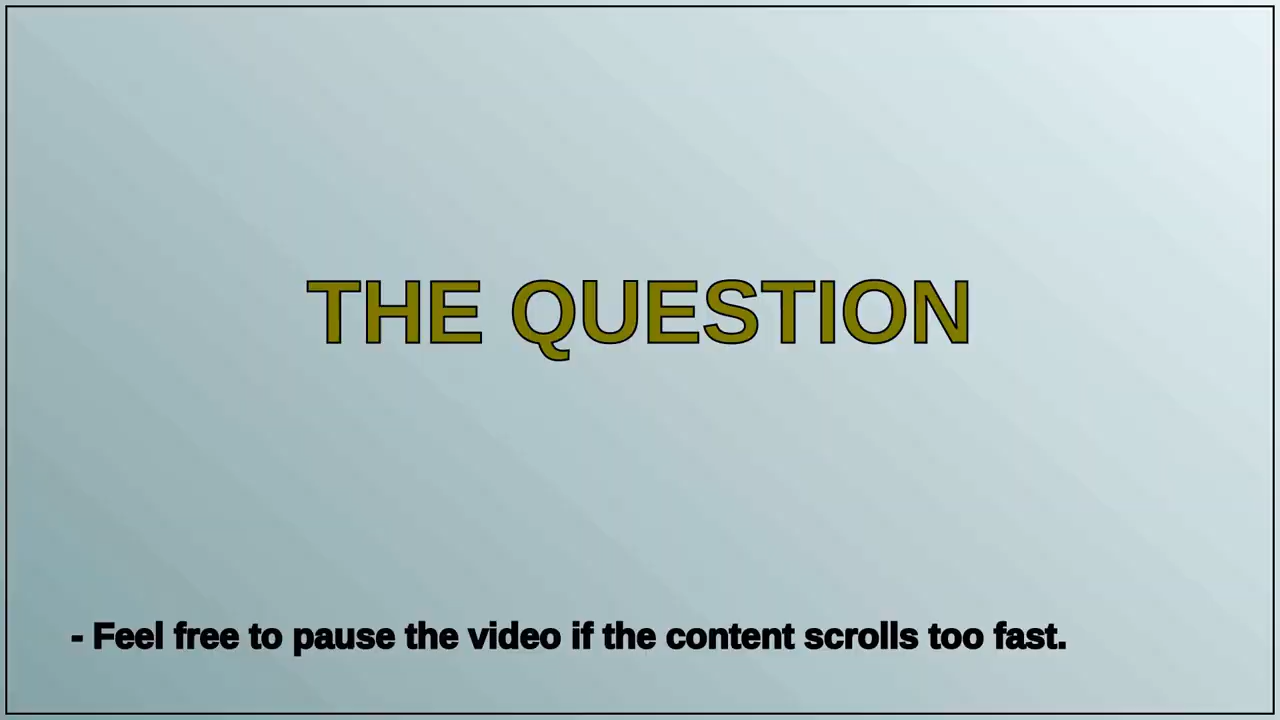 THE QUESTION
- Feel free to pause the video if the content scrolls too fast.